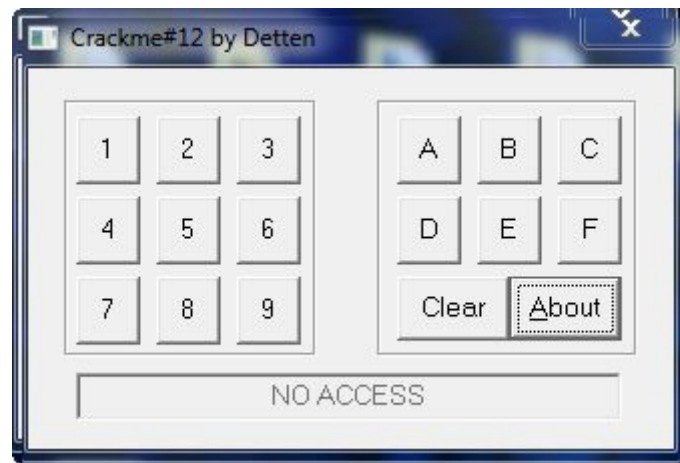 Crackme#12 by Detten
1 2 3 A B C
4 5 6 D E F
7 8 9 Clear About
NO ACCESS